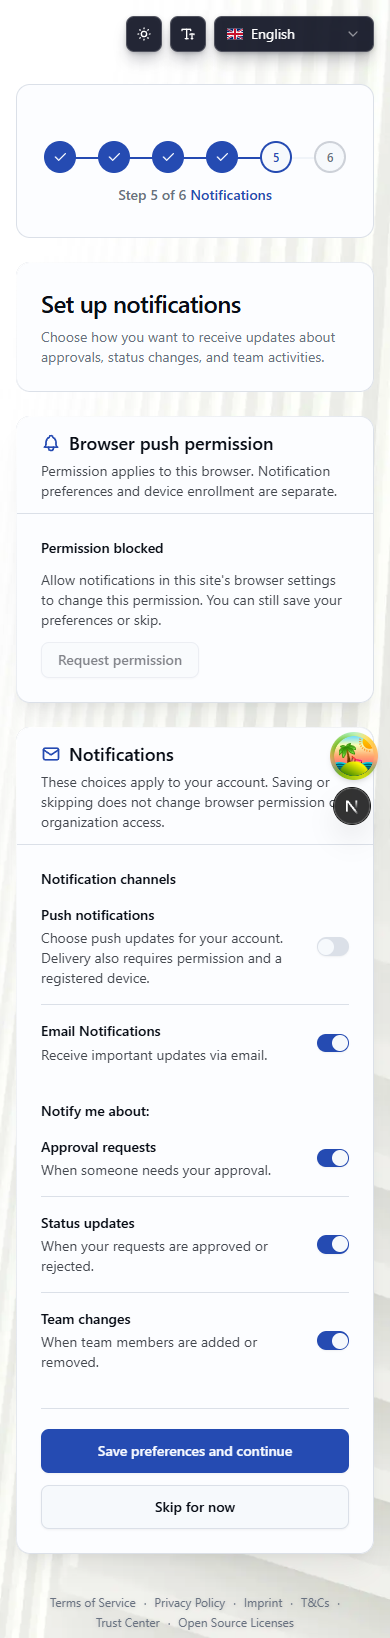 English
5
6
Step 5 of 6 Notifications
Set up notifications
Choose how you want to receive updates about
approvals, status changes, and team activities.
Browser push permission
Permission applies to this browser. Notification
preferences and device enrollment are separate.
Permission blocked
Allow notifications in this site's browser settings
to change this permission. You can still save your
preferences or skip.
Request permission
Notifications
These choices apply to your account. Saving or
skipping does not change browser permission
organization access.
N
Notification channels
Push notifications
Choose push updates for your account.
Delivery also requires permission and a
registered device.
Email Notifications
Receive important updates via email.
Notify me about:
Approval requests
When someone needs your approval.
Status updates
When your requests are approved or
rejected.
Team changes
When team members are added or
removed.
Save preferences and continue
Skip for now
Terms of Service · Privacy Policy · Imprint · T&Cs ·
Trust Center · Open Source Licenses